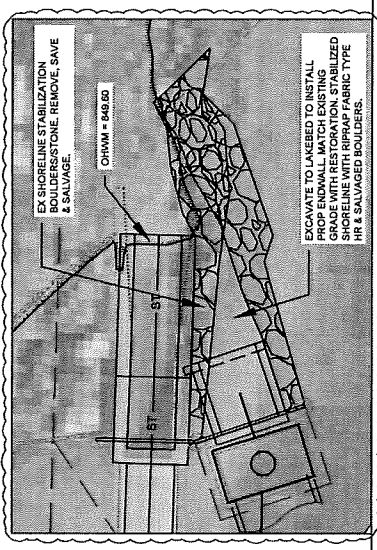 EX SHORELINE STABILIZATION
BOULDERS/STONE, REMOVE, SAVE
& SALVAGE.
OHWM = 849.60
EXCAVATE TO LAKEBED TO INSTALL
PROP ENDWALL, MATCH EXISTING
GRADE WITH RESTORATION. STABILIZED
SHORELINE WITH RIPRAP FABRIC TYPE
HR & SALVAGED BOULDERS.
ST
ST